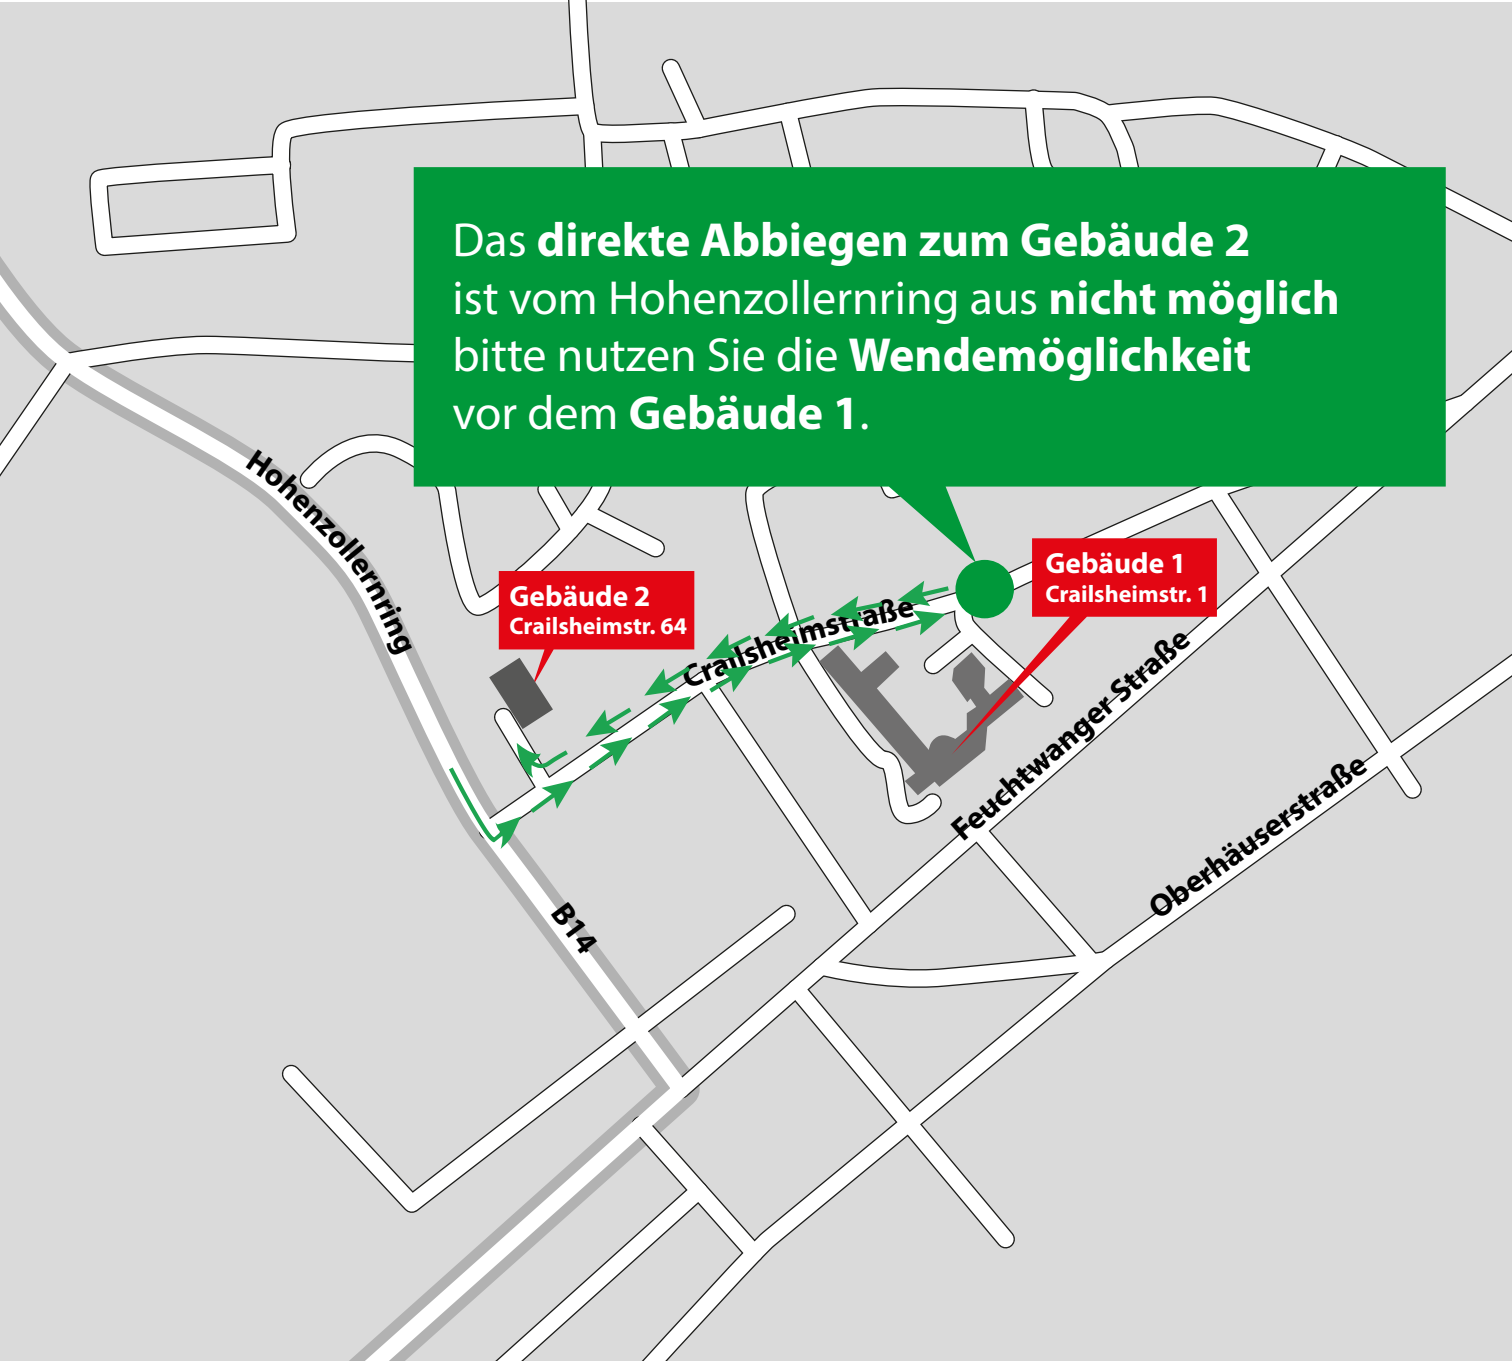 Das direkte Abbiegen zum Gebäude 2
ist vom Hohenzollernring aus nicht möglich
bitte nutzen Sie die Wendemöglichkeit
vor dem Gebäude 1.
Hohenzollernring
Gebäude 2
Crailsheimstr. 64
Crailsheimstraße
Gebäude 1
Crailsheimstr. 1
Feuchtwanger Straße
Oberhäuserstraße
B14